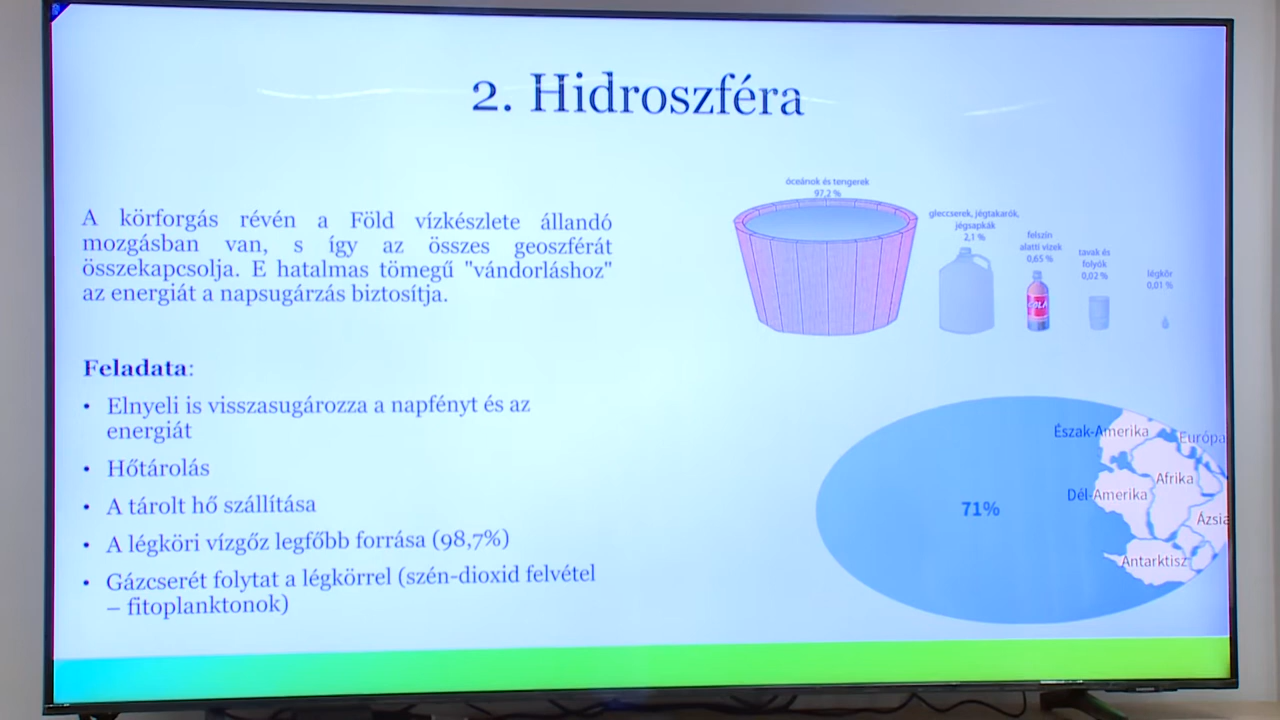 2. Hidroszféra
A körforgás révén a Föld vízkészlete állandó
mozgásban van, s így az összes geoszférát
összekapcsolja. E hatalmas tömegű "vándorláshoz"
az energiát a napsugárzás biztosítja.
Feladata:
• Elnyeli is visszasugározza a napfényt és az
energiát
• Hőtárolás
• A tárolt hő szállítása
• A légköri vízgőz legfőbb forrása (98,7%)
• Gázcserét folytat a légkörrel (szén-dioxid felvétel
– fitoplanktonok)
óceánok és tengerek
97,2 %
gleccserek, jégtakarók,
jégsapkák
2,1 %
felszín
alatti vizek
0,65 %
tavak és
folyók
0,02 %
légkör
0,01 %
COLA
71%
Észak-Amerika
Európa
Afrika
Dél-Amerika
Ázsia
Antarktisz